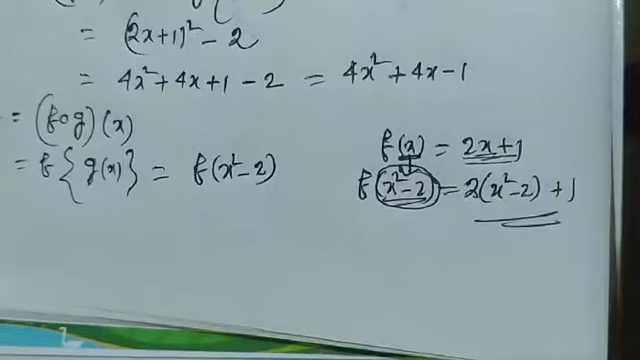 = (2x+1)² - 2
= 4x² + 4x + 1 - 2 = 4x² + 4x - 1
= (fog)(x)
= f{g(x)} = f(x²-2)
f(x) = 2x+1
f(x²-2) = 2(x²-2) + 1